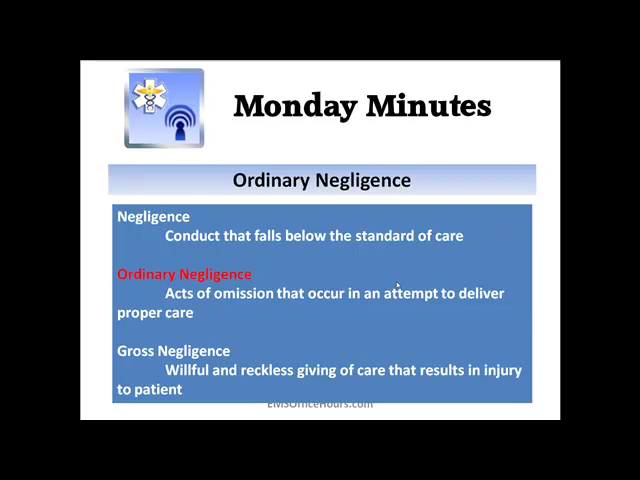 Monday Minutes
Ordinary Negligence
Negligence
Conduct that falls below the standard of care
Ordinary Negligence
Acts of omission that occur in an attempt to deliver
proper care
Gross Negligence
Willful and reckless giving of care that results in injury
to patient
EMSOfficeHours.com